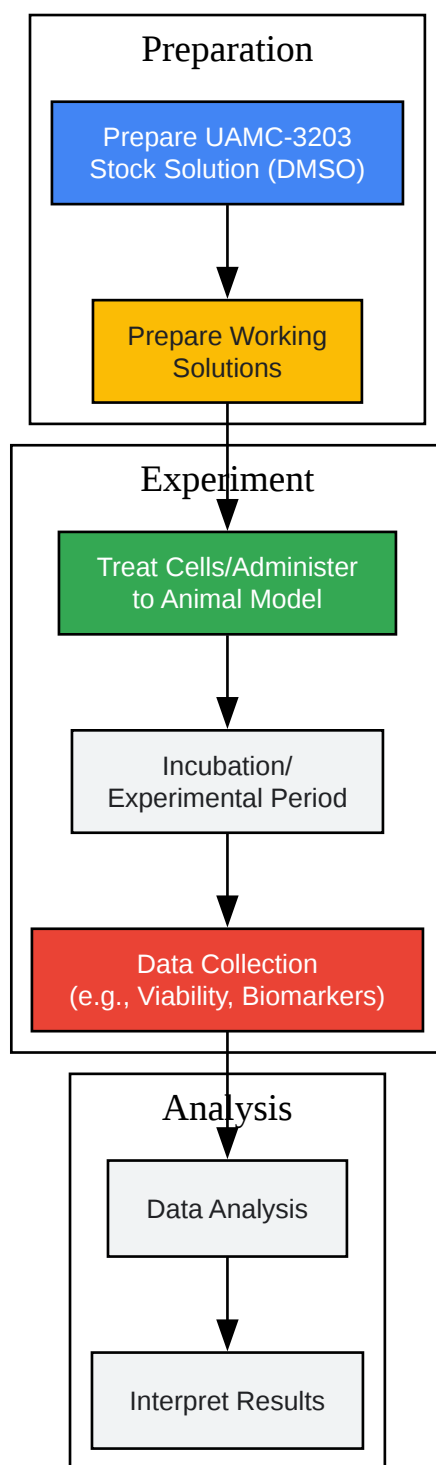 Preparation
Prepare UAMC-3203
Stock Solution (DMSO)
Prepare Working
Solutions
Experiment
Treat Cells/Administer
to Animal Model
Incubation/
Experimental Period
Data Collection
(e.g., Viability, Biomarkers)
Analysis
Data Analysis
Interpret Results